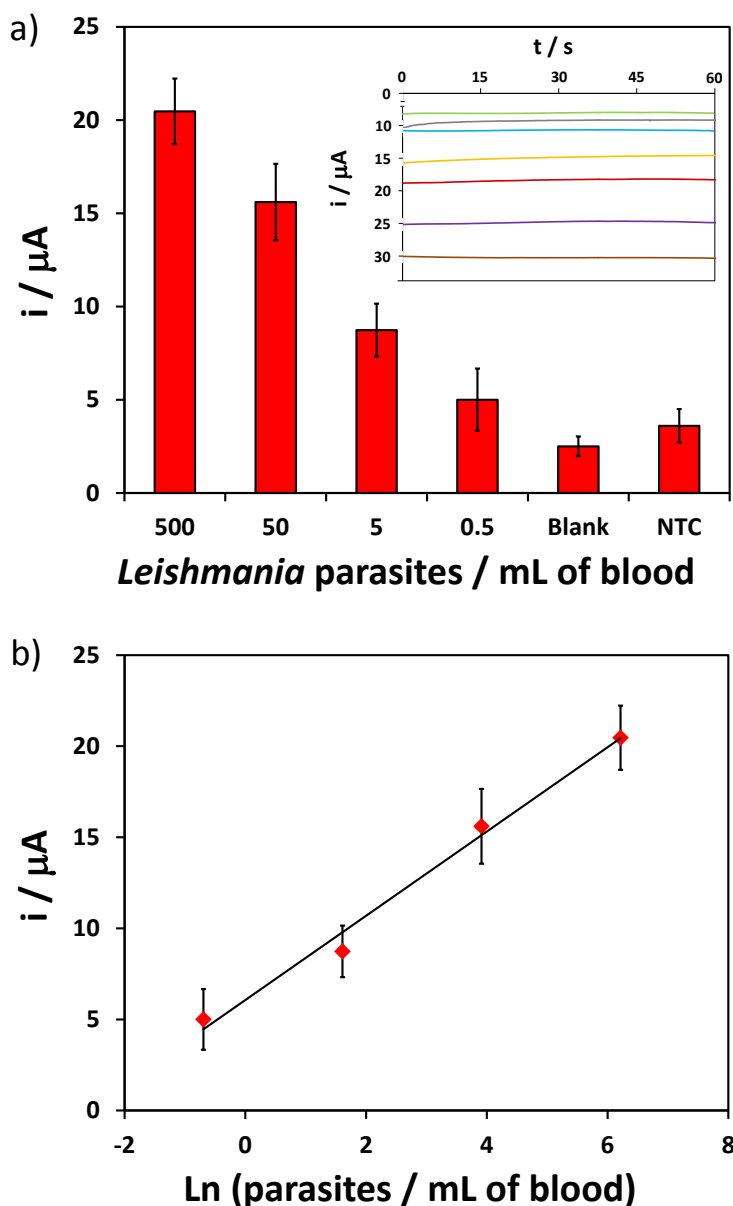 a)
25
20
15
10
5
0
i / µA
t / s
0 15 30 45 60
0
10
15
20
25
30
i / µA
500 50 5 0.5 Blank NTC
Leishmania parasites / mL of blood
b)
25
20
15
10
5
0
i / µA
-2 0 2 4 6 8
Ln (parasites / mL of blood)